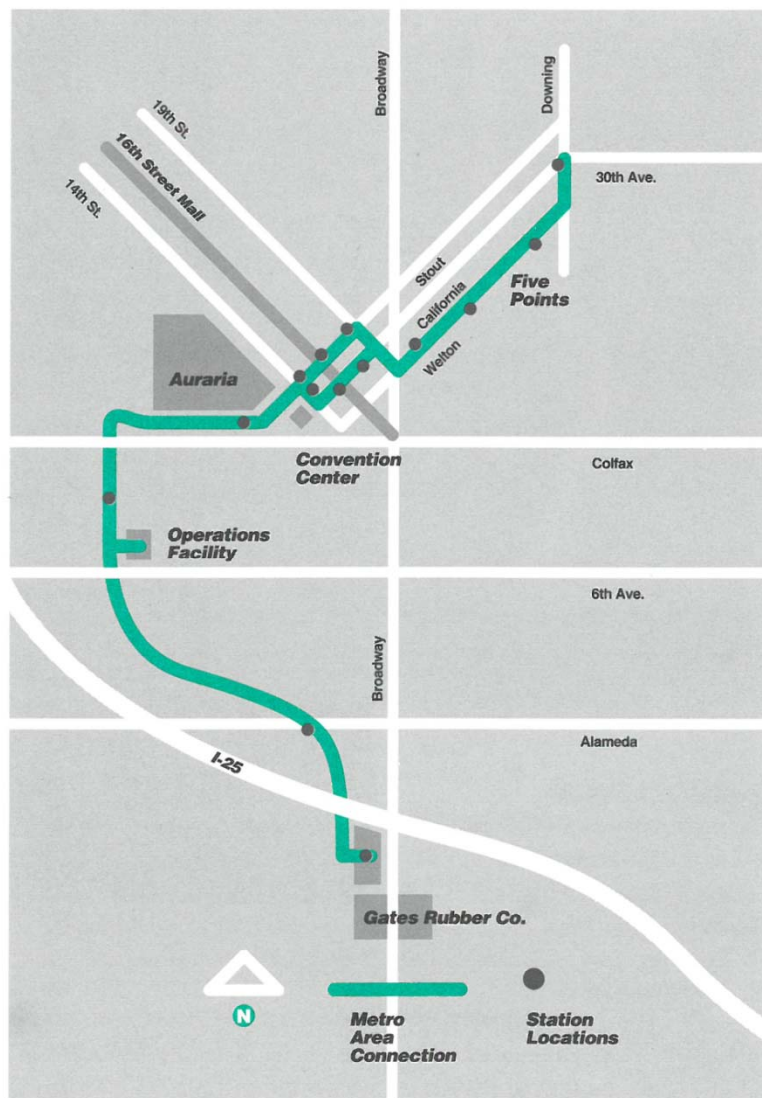 Broadway
Downing
19th St.
16th Street Mall
14th St.
30th Ave.
Stout
California
Welton
Five
Points
Auraria
Convention
Center
Colfax
Operations
Facility
6th Ave.
Broadway
Alameda
I-25
Gates Rubber Co.
N
Metro
Area
Connection
Station
Locations